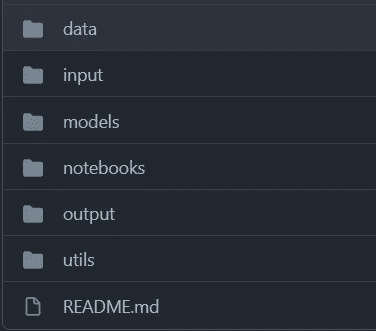 data
input
models
notebooks
output
utils
README.md